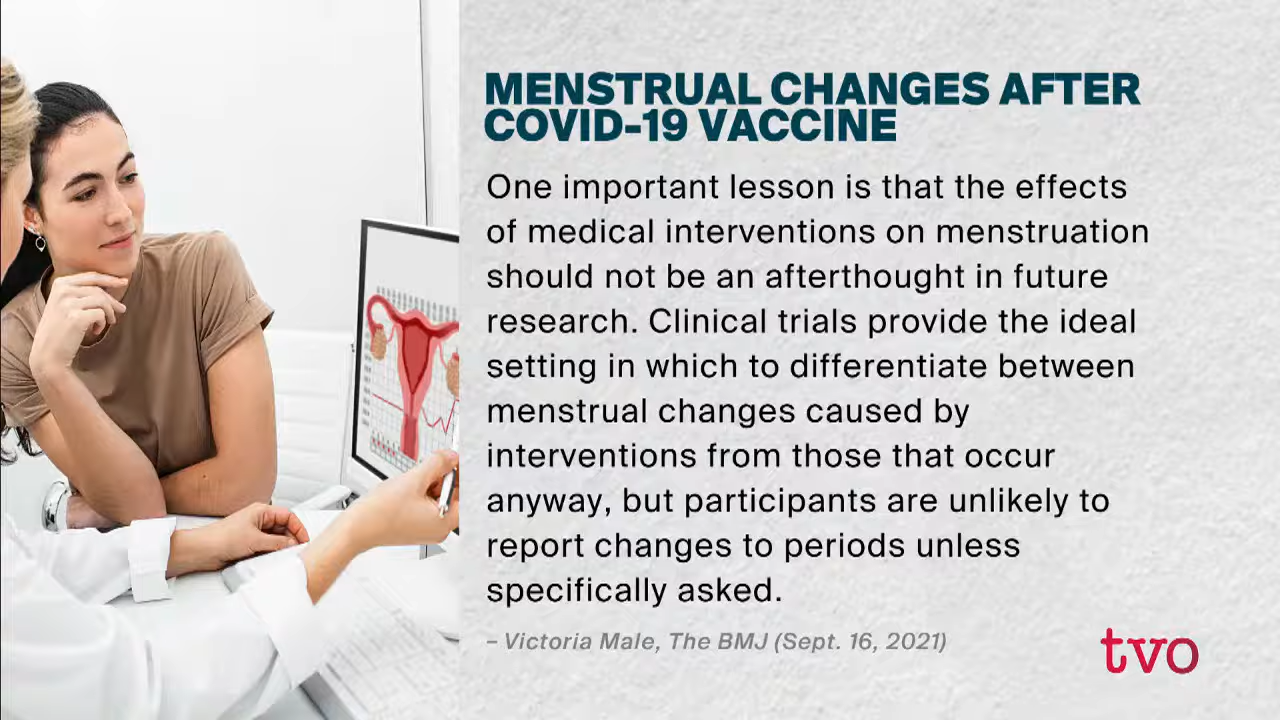 MENSTRUAL CHANGES AFTER
COVID-19 VACCINE
One important lesson is that the effects
of medical interventions on menstruation
should not be an afterthought in future
research. Clinical trials provide the ideal
setting in which to differentiate between
menstrual changes caused by
interventions from those that occur
anyway, but participants are unlikely to
report changes to periods unless
specifically asked.
– Victoria Male, The BMJ (Sept. 16, 2021)
tvo